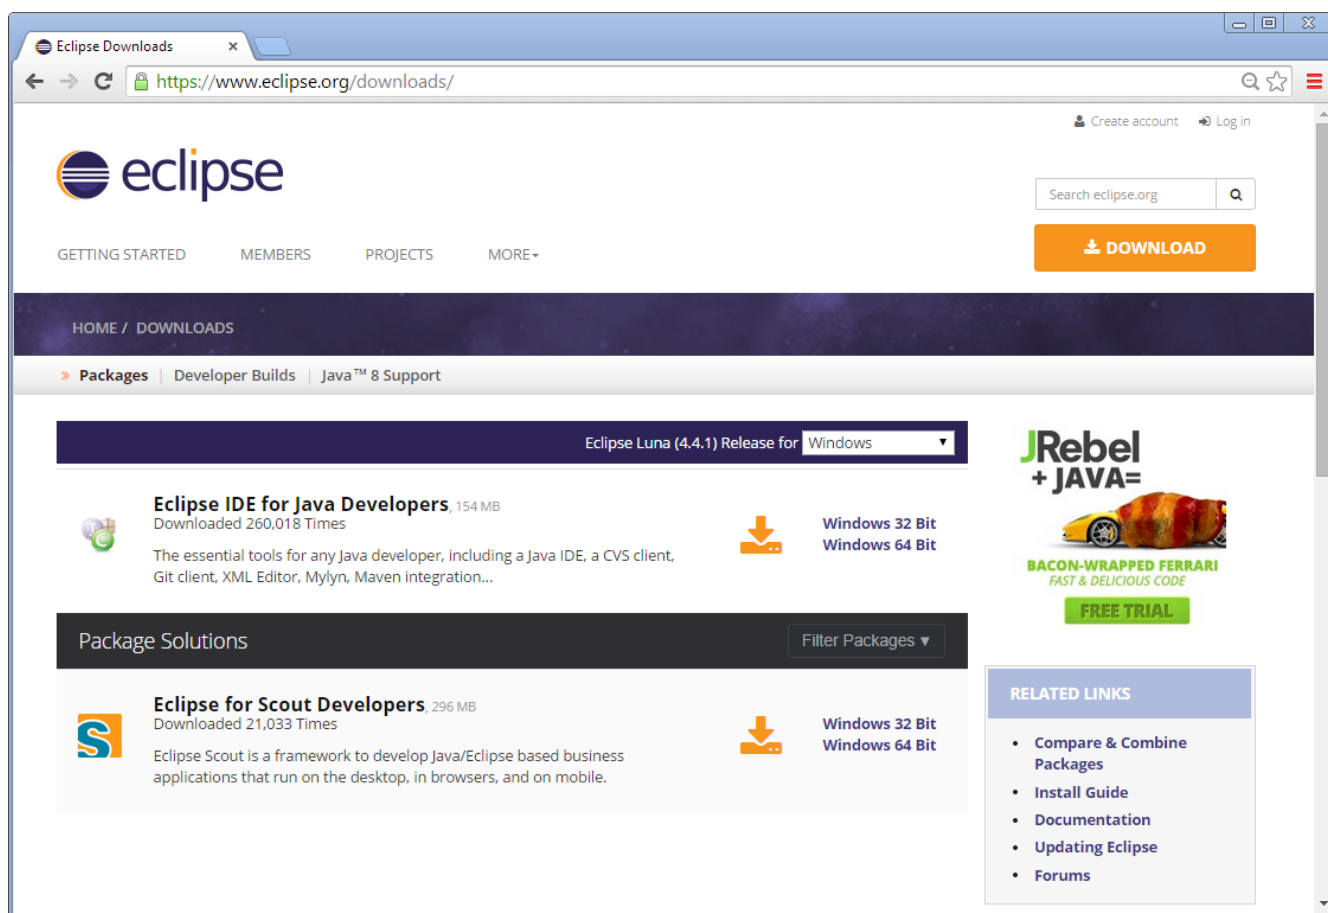 Eclipse Downloads
https://www.eclipse.org/downloads/
Create account Log in
eclipse
Search eclipse.org
DOWNLOAD
GETTING STARTED MEMBERS PROJECTS MORE
HOME / DOWNLOADS
» Packages | Developer Builds | Java™ 8 Support
Eclipse Luna (4.4.1) Release for Windows
Eclipse IDE for Java Developers, 154 MB
Downloaded 260,018 Times
The essential tools for any Java developer, including a Java IDE, a CVS client,
Git client, XML Editor, Mylyn, Maven integration...
Windows 32 Bit
Windows 64 Bit
Package Solutions
Filter Packages ▾
Eclipse for Scout Developers, 296 MB
Downloaded 21,033 Times
Eclipse Scout is a framework to develop Java/Eclipse based business
applications that run on the desktop, in browsers, and on mobile.
Windows 32 Bit
Windows 64 Bit
JRebel
+ JAVA=
BACON-WRAPPED FERRARI
FAST & DELICIOUS CODE
FREE TRIAL
RELATED LINKS
• Compare & Combine
Packages
• Install Guide
• Documentation
• Updating Eclipse
• Forums